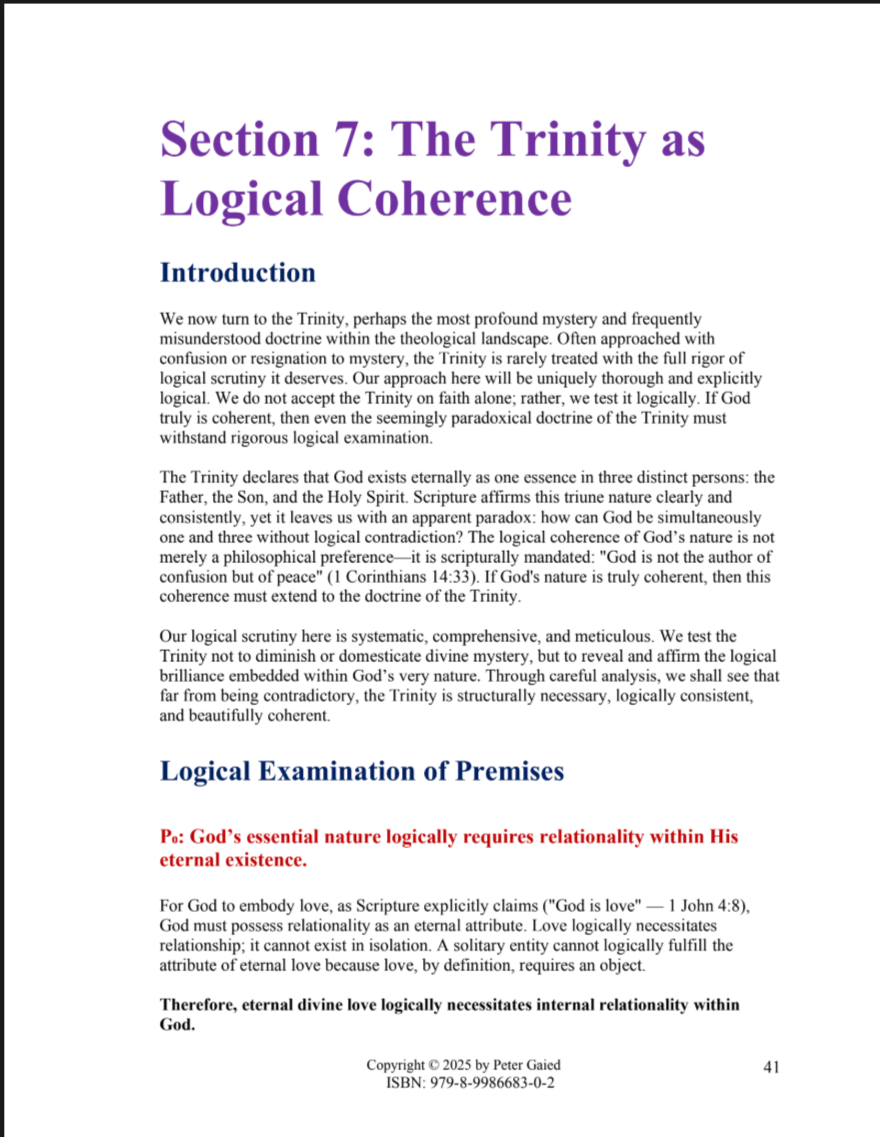 Section 7: The Trinity as
Logical Coherence
Introduction
We now turn to the Trinity, perhaps the most profound mystery and frequently
misunderstood doctrine within the theological landscape. Often approached with
confusion or resignation to mystery, the Trinity is rarely treated with the full rigor of
logical scrutiny it deserves. Our approach here will be uniquely thorough and explicitly
logical. We do not accept the Trinity on faith alone; rather, we test it logically. If God
truly is coherent, then even the seemingly paradoxical doctrine of the Trinity must
withstand rigorous logical examination.
The Trinity declares that God exists eternally as one essence in three distinct persons: the
Father, the Son, and the Holy Spirit. Scripture affirms this triune nature clearly and
consistently, yet it leaves us with an apparent paradox: how can God be simultaneously
one and three without logical contradiction? The logical coherence of God’s nature is not
merely a philosophical preference—it is scripturally mandated: "God is not the author of
confusion but of peace" (1 Corinthians 14:33). If God's nature is truly coherent, then this
coherence must extend to the doctrine of the Trinity.
Our logical scrutiny here is systematic, comprehensive, and meticulous. We test the
Trinity not to diminish or domesticate divine mystery, but to reveal and affirm the logical
brilliance embedded within God’s very nature. Through careful analysis, we shall see that
far from being contradictory, the Trinity is structurally necessary, logically consistent,
and beautifully coherent.
Logical Examination of Premises
P₀: God’s essential nature logically requires relationality within His
eternal existence.
For God to embody love, as Scripture explicitly claims ("God is love" — 1 John 4:8),
God must possess relationality as an eternal attribute. Love logically necessitates
relationship; it cannot exist in isolation. A solitary entity cannot logically fulfill the
attribute of eternal love because love, by definition, requires an object.
Therefore, eternal divine love logically necessitates internal relationality within
God.
Copyright © 2025 by Peter Gaied
ISBN: 979-8-9986683-0-2
41